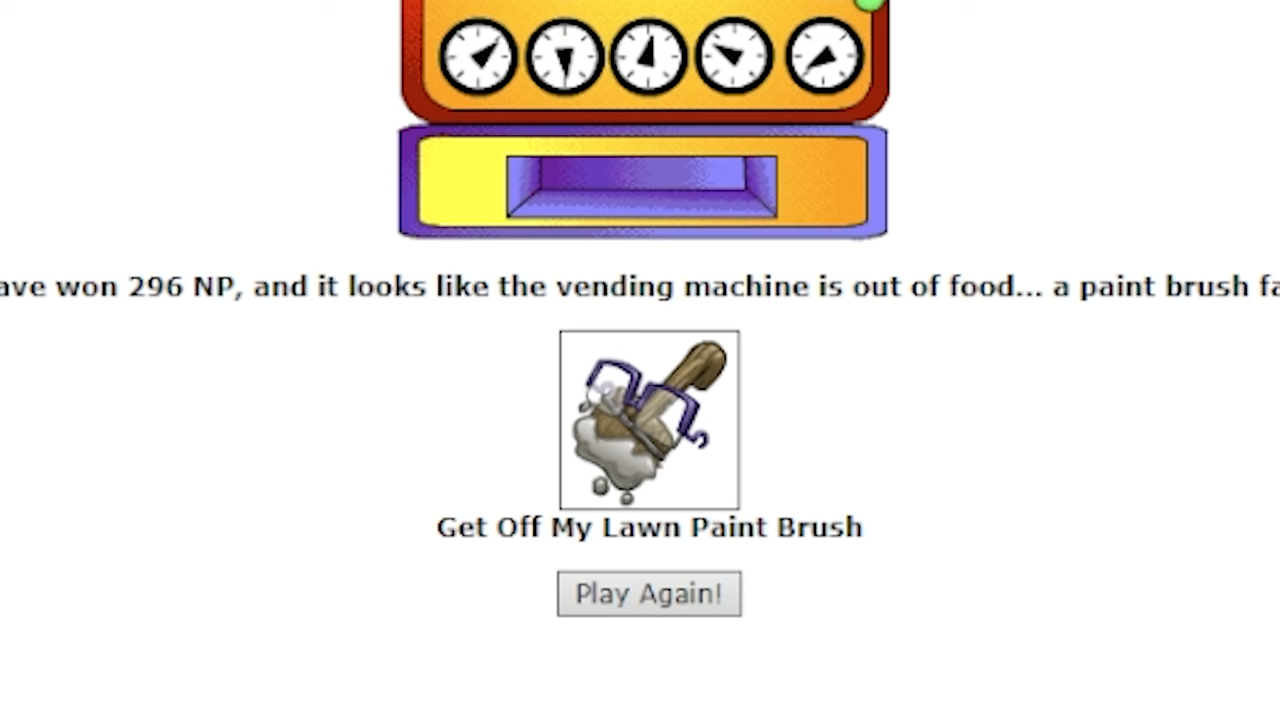 ave won 296 NP, and it looks like the vending machine is out of food... a paint brush fa
Get Off My Lawn Paint Brush
Play Again!